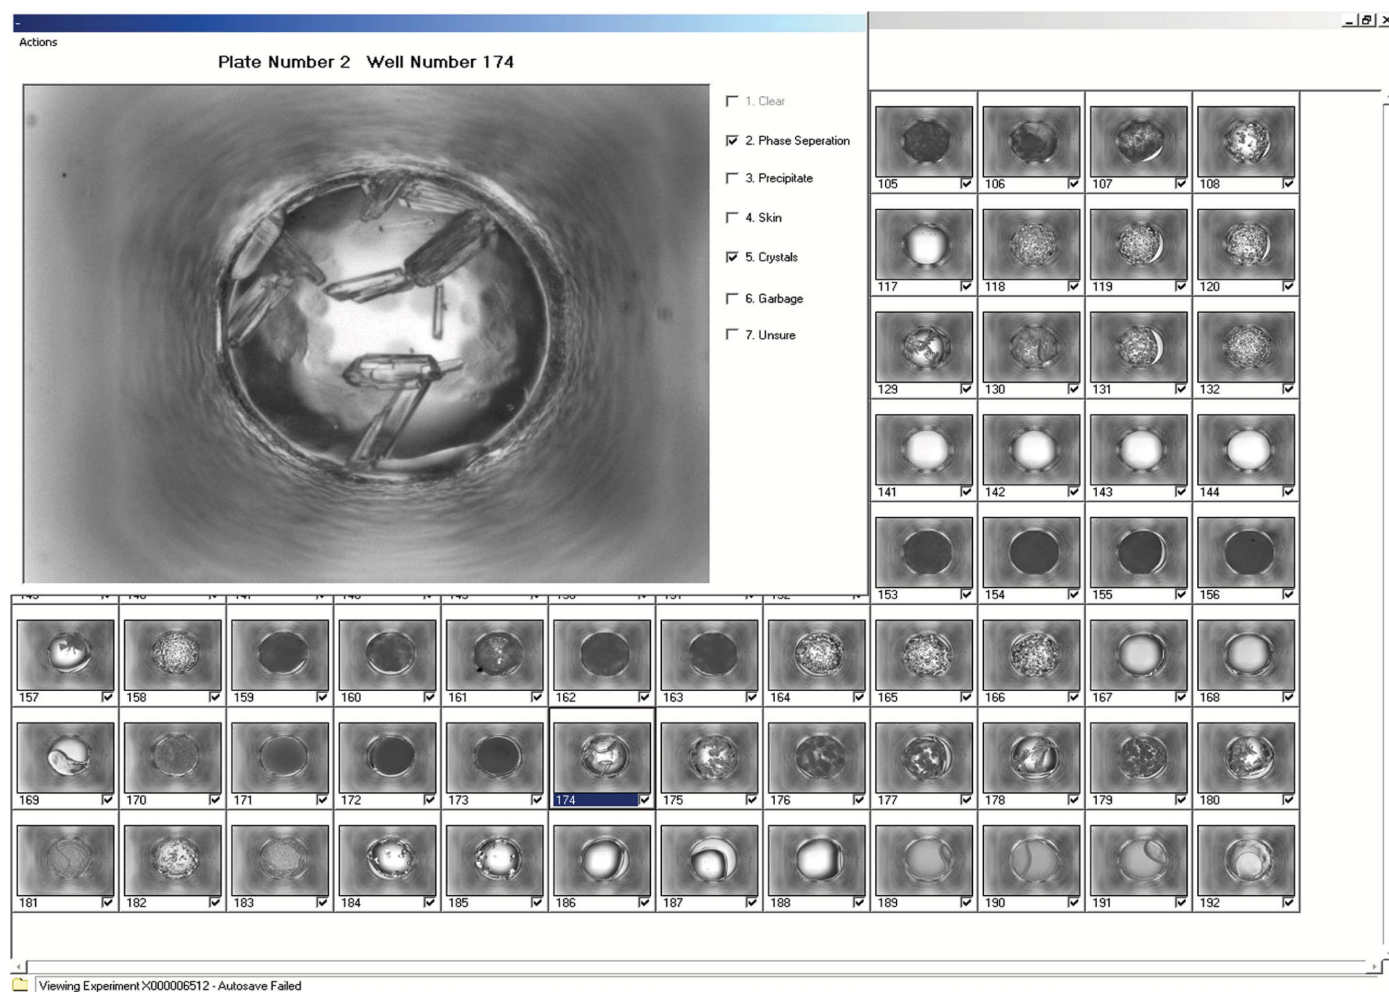 Actions
Plate Number 2 Well Number 174
1. Clear
2. Phase Seperation
3. Precipitate
4. Skin
5. Crystals
6. Garbage
7. Unsure
105 106 107 108
117 118 119 120
129 130 131 132
141 142 143 144
153 154 155 156
157 158 159 160 161 162 163 164 165 166 167 168
169 170 171 172 173 174 175 176 177 178 179 180
181 182 183 184 185 186 187 188 189 190 191 192
Viewing Experiment X000006512 - Autosave Failed